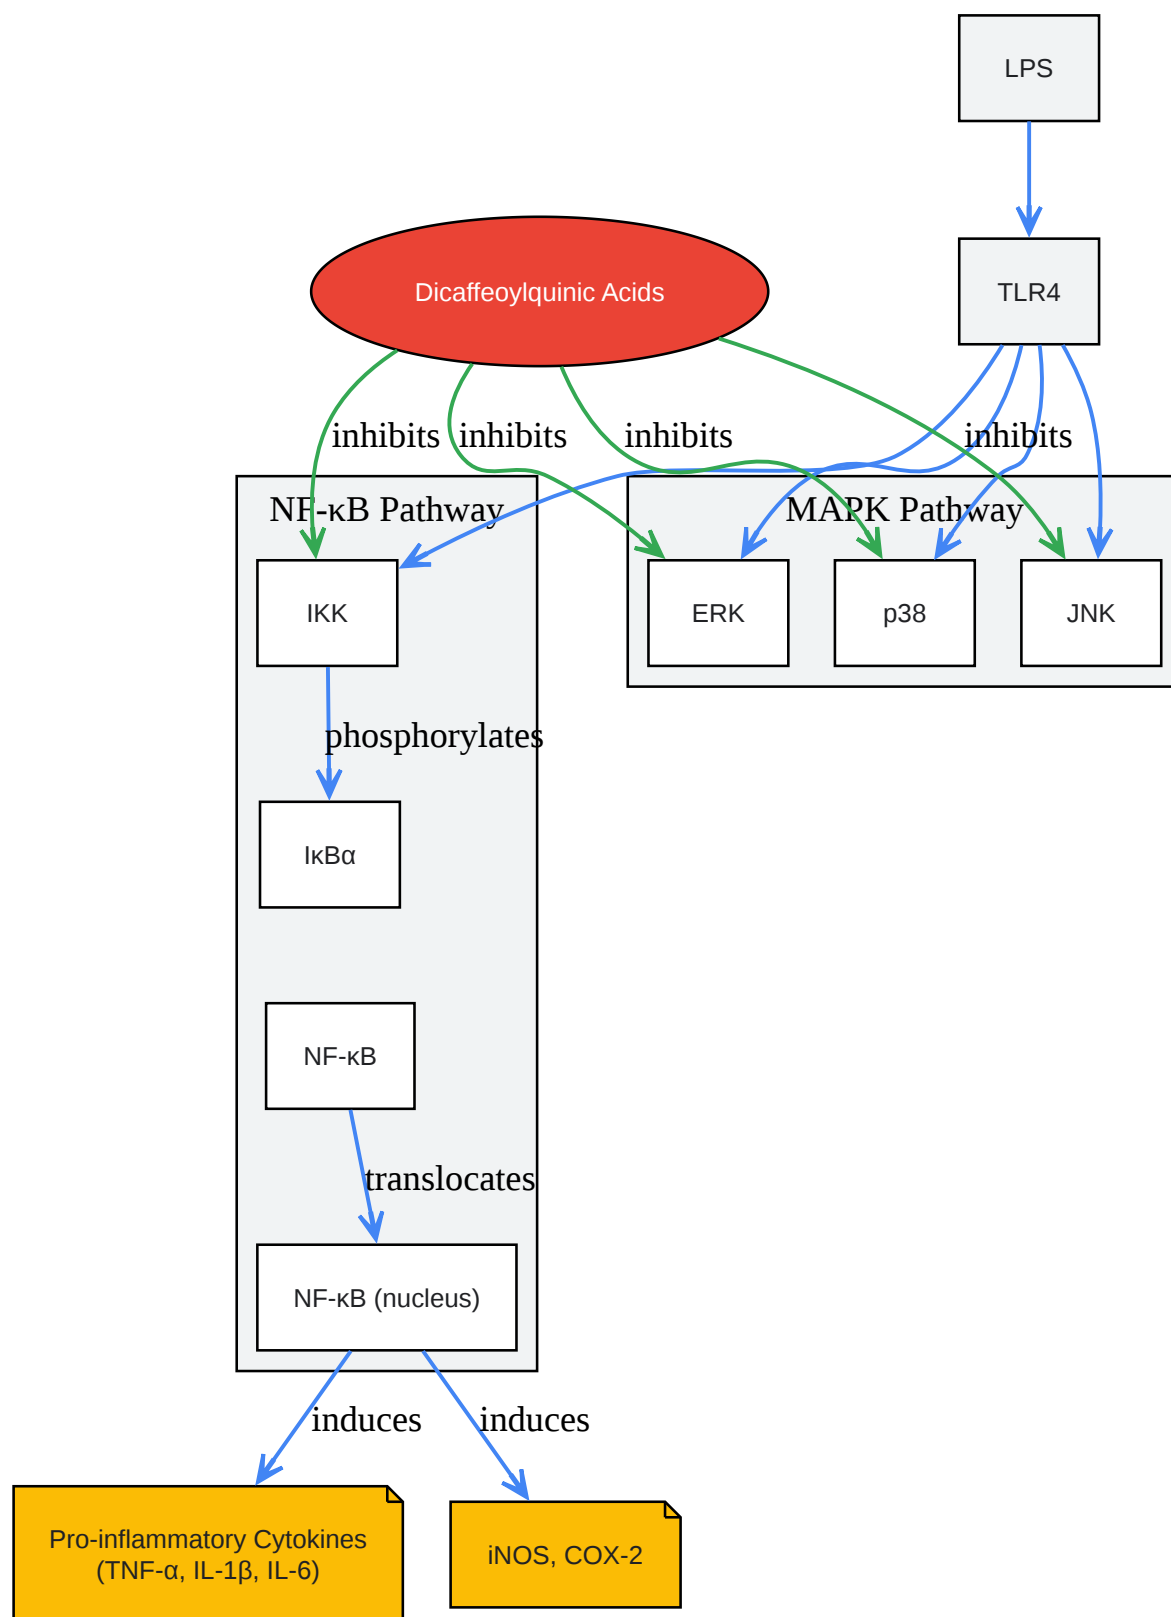 LPS
Dicaffeoylquinic Acids
TLR4
inhibits
inhibits
inhibits
inhibits
NF-κB Pathway
MAPK Pathway
IKK
ERK
p38
JNK
phosphorylates
IκBα
NF-κB
translocates
NF-κB (nucleus)
induces
induces
Pro-inflammatory Cytokines
(TNF-α, IL-1β, IL-6)
iNOS, COX-2